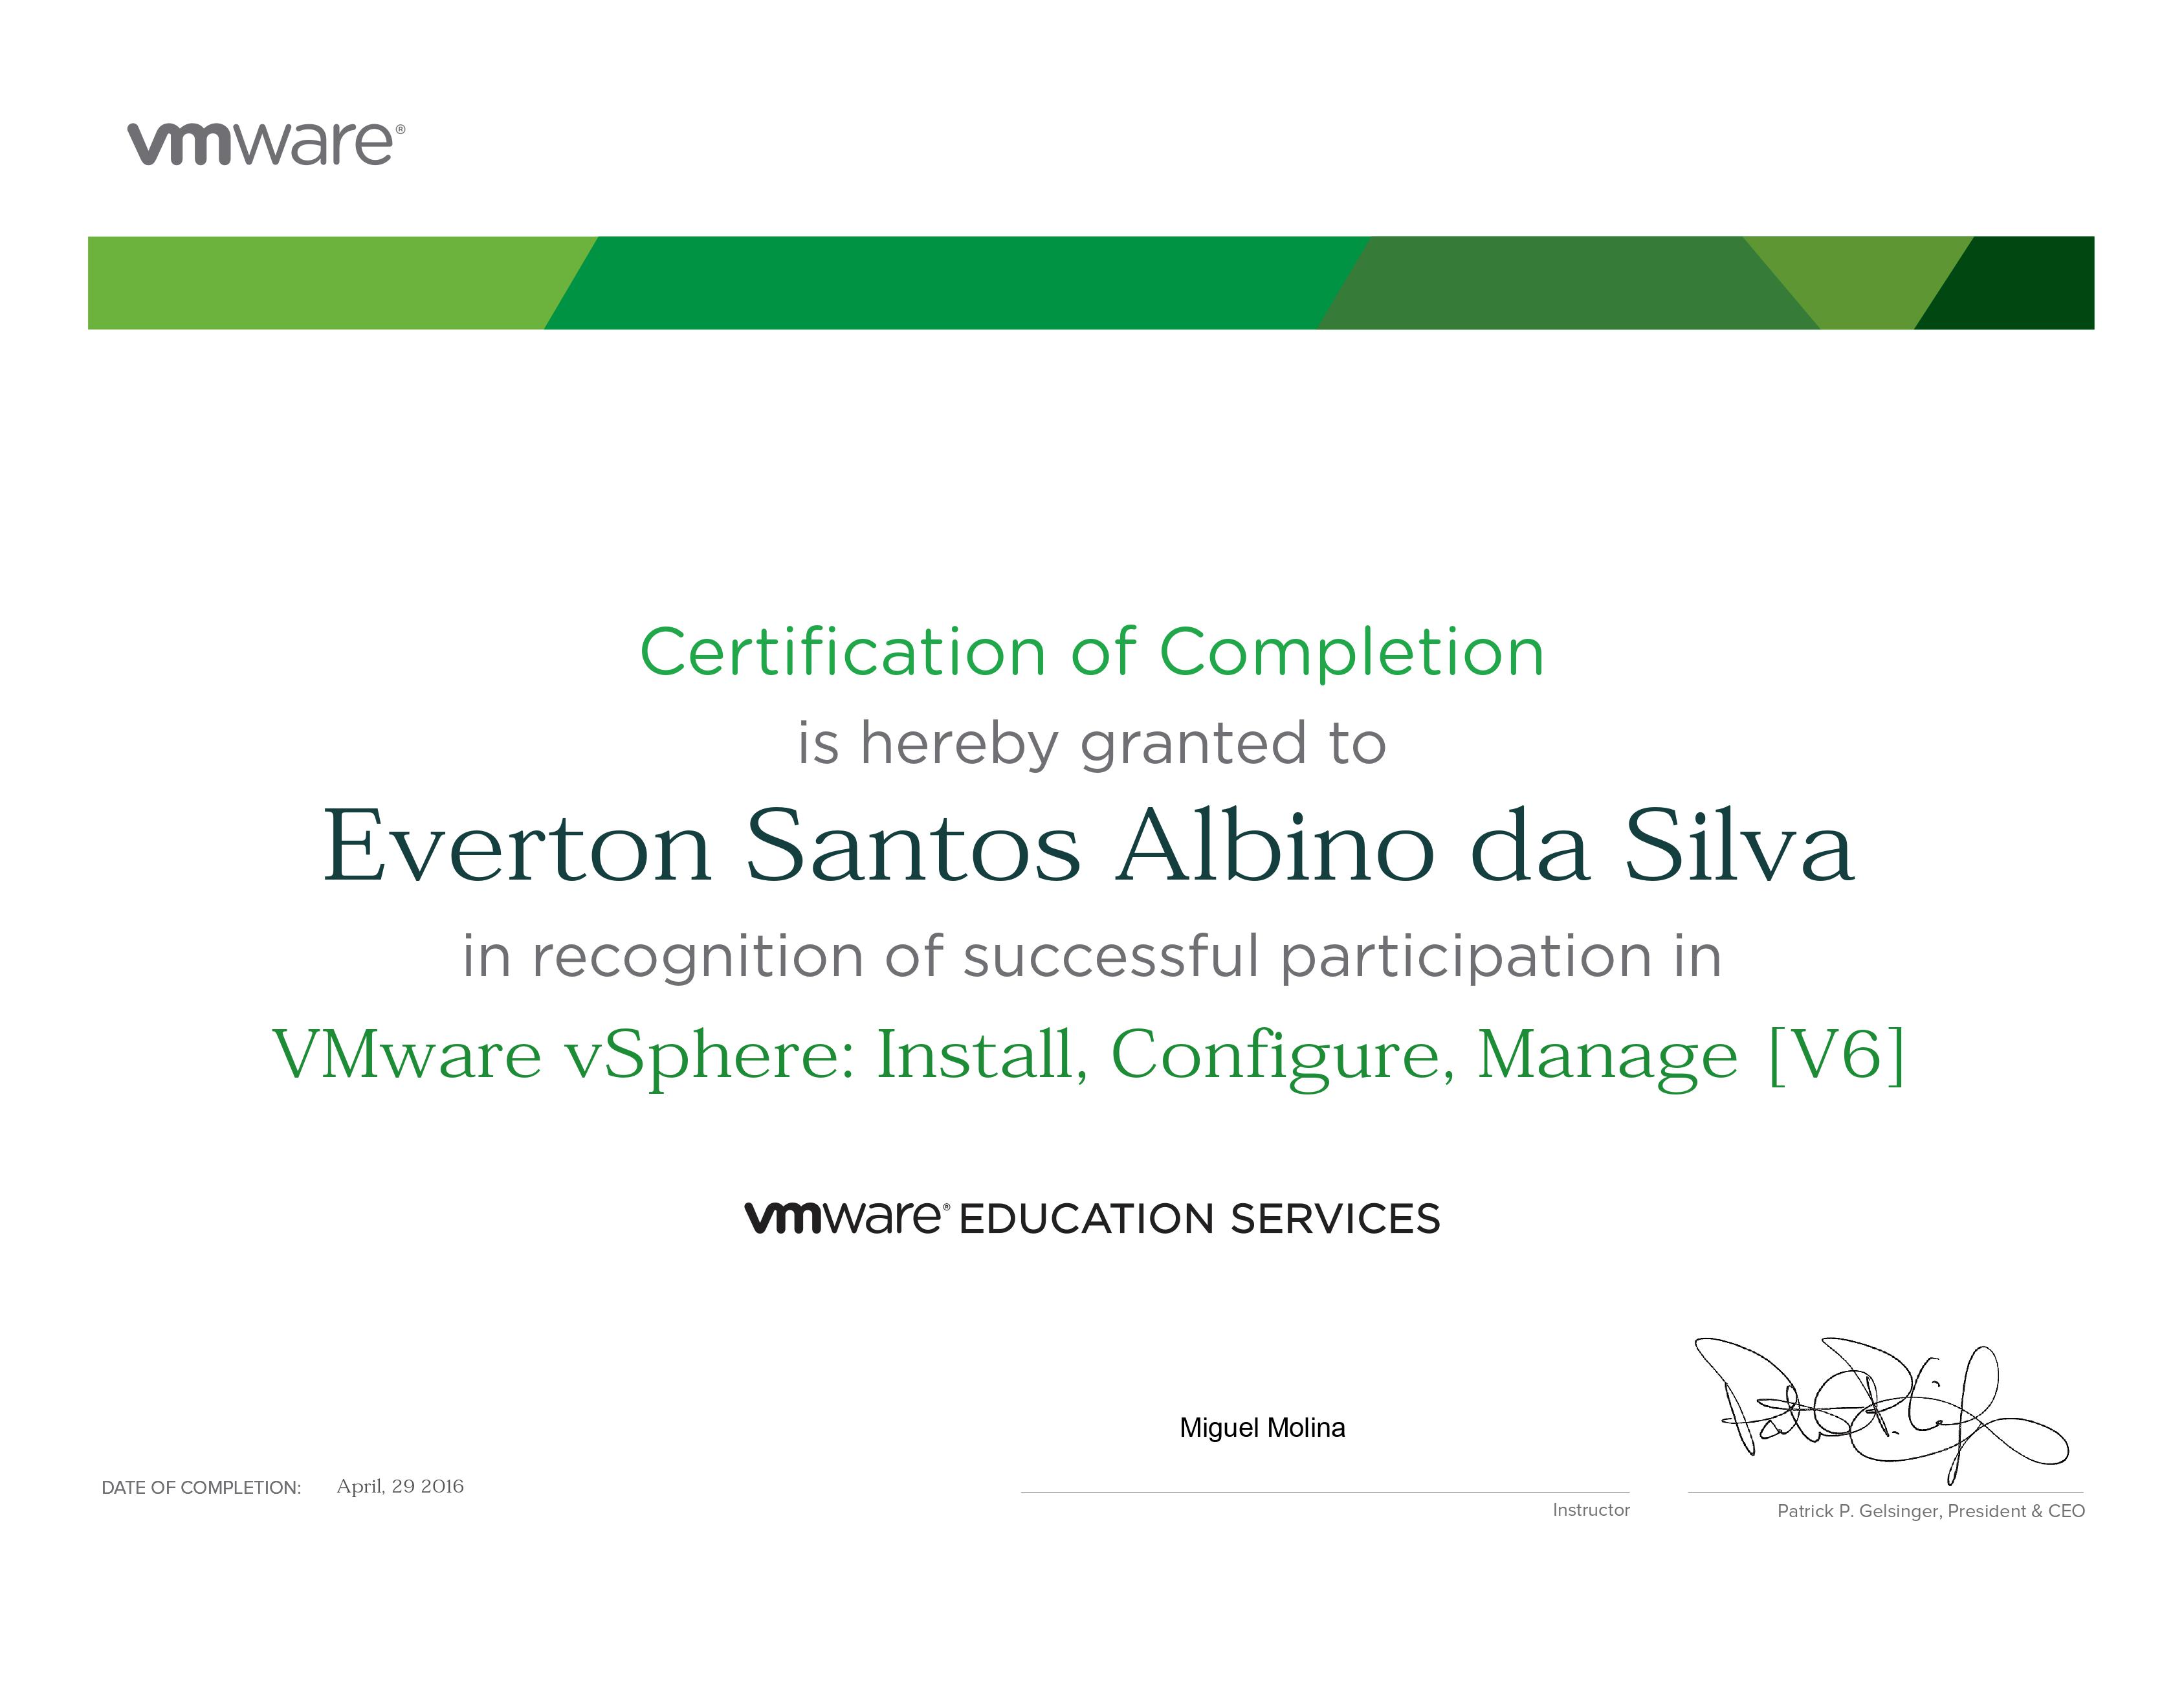 vmware®
Certification of Completion
is hereby granted to
Everton Santos Albino da Silva
in recognition of successful participation in
VMware vSphere: Install, Configure, Manage [V6]
vmware® EDUCATION SERVICES
Miguel Molina
DATE OF COMPLETION: April, 29 2016
Instructor
Patrick P. Gelsinger, President & CEO